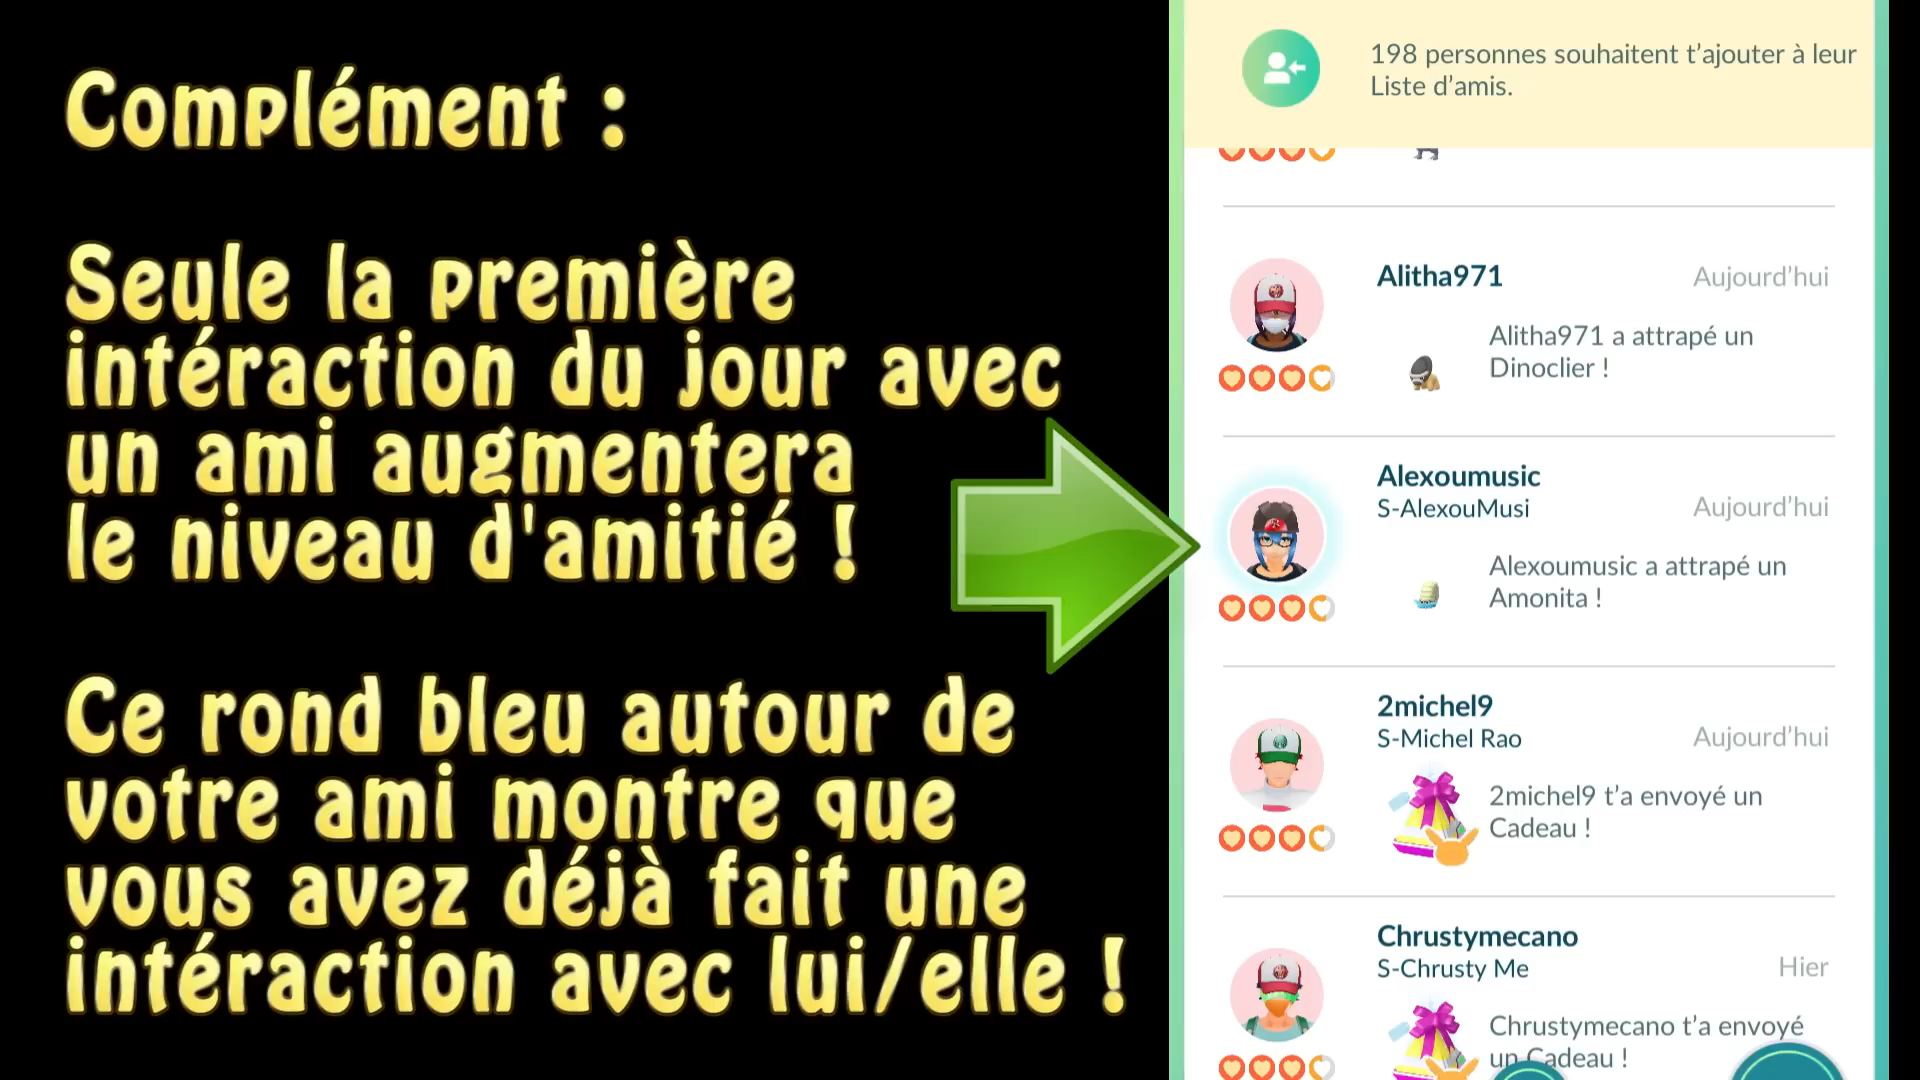 Complément :
Seule la première
intéraction du jour avec
un ami augmentera
le niveau d'amitié !
Ce rond bleu autour de
votre ami montre que
vous avez déjà fait une
intéraction avec lui/elle !
198 personnes souhaitent t’ajouter à leur
Liste d’amis.
Alitha971
Aujourd’hui
Alitha971 a attrapé un
Dinoclier !
Alexoumusic
S-AlexouMusi
Aujourd’hui
Alexoumusic a attrapé un
Amonita !
2michel9
S-Michel Rao
Aujourd’hui
2michel9 t’a envoyé un
Cadeau !
Chrustymecano
S-Chrusty Me
Hier
Chrustymecano t’a envoyé
un Cadeau !